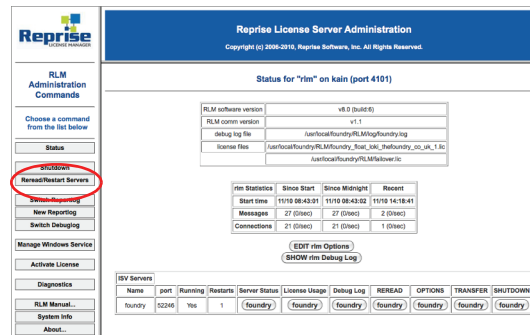 Reprise
LICENSE MANAGER
RLM
Administration
Commands
Choose a command
from the list below
Status
Shutdown
Reread/Restart Servers
Switch Reportlog
New Reportlog
Switch Debuglog
Manage Windows Service
Activate License
Diagnostics
RLM Manual...
System Info
About...
Reprise License Server Administration
Copyright (c) 2006-2010, Reprise Software, Inc. All Rights Reserved.
Status for "rlm" on kain (port 4101)
RLM software version v8.0 (build:6)
RLM comm version v1.1
debug log file /usr/local/foundry/RLM/log/foundry.log
license files /usr/local/foundry/RLM/foundry_float_loki_thefoundry_co_uk_1.lic
/usr/local/foundry/RLM/failover.lic
rlm Statistics Since Start Since Midnight Recent
Start time 11/10 08:43:01 11/10 08:43:02 11/10 14:18:41
Messages 27 (0/sec) 27 (0/sec) 2 (0/sec)
Connections 21 (0/sec) 21 (0/sec) 1 (0/sec)
EDIT rlm Options
SHOW rlm Debug Log
ISV Servers
Name port Running Restarts Server Status License Usage Debug Log REREAD OPTIONS TRANSFER SHUTDOWN
foundry 52246 Yes 1 foundry foundry foundry foundry foundry foundry foundry